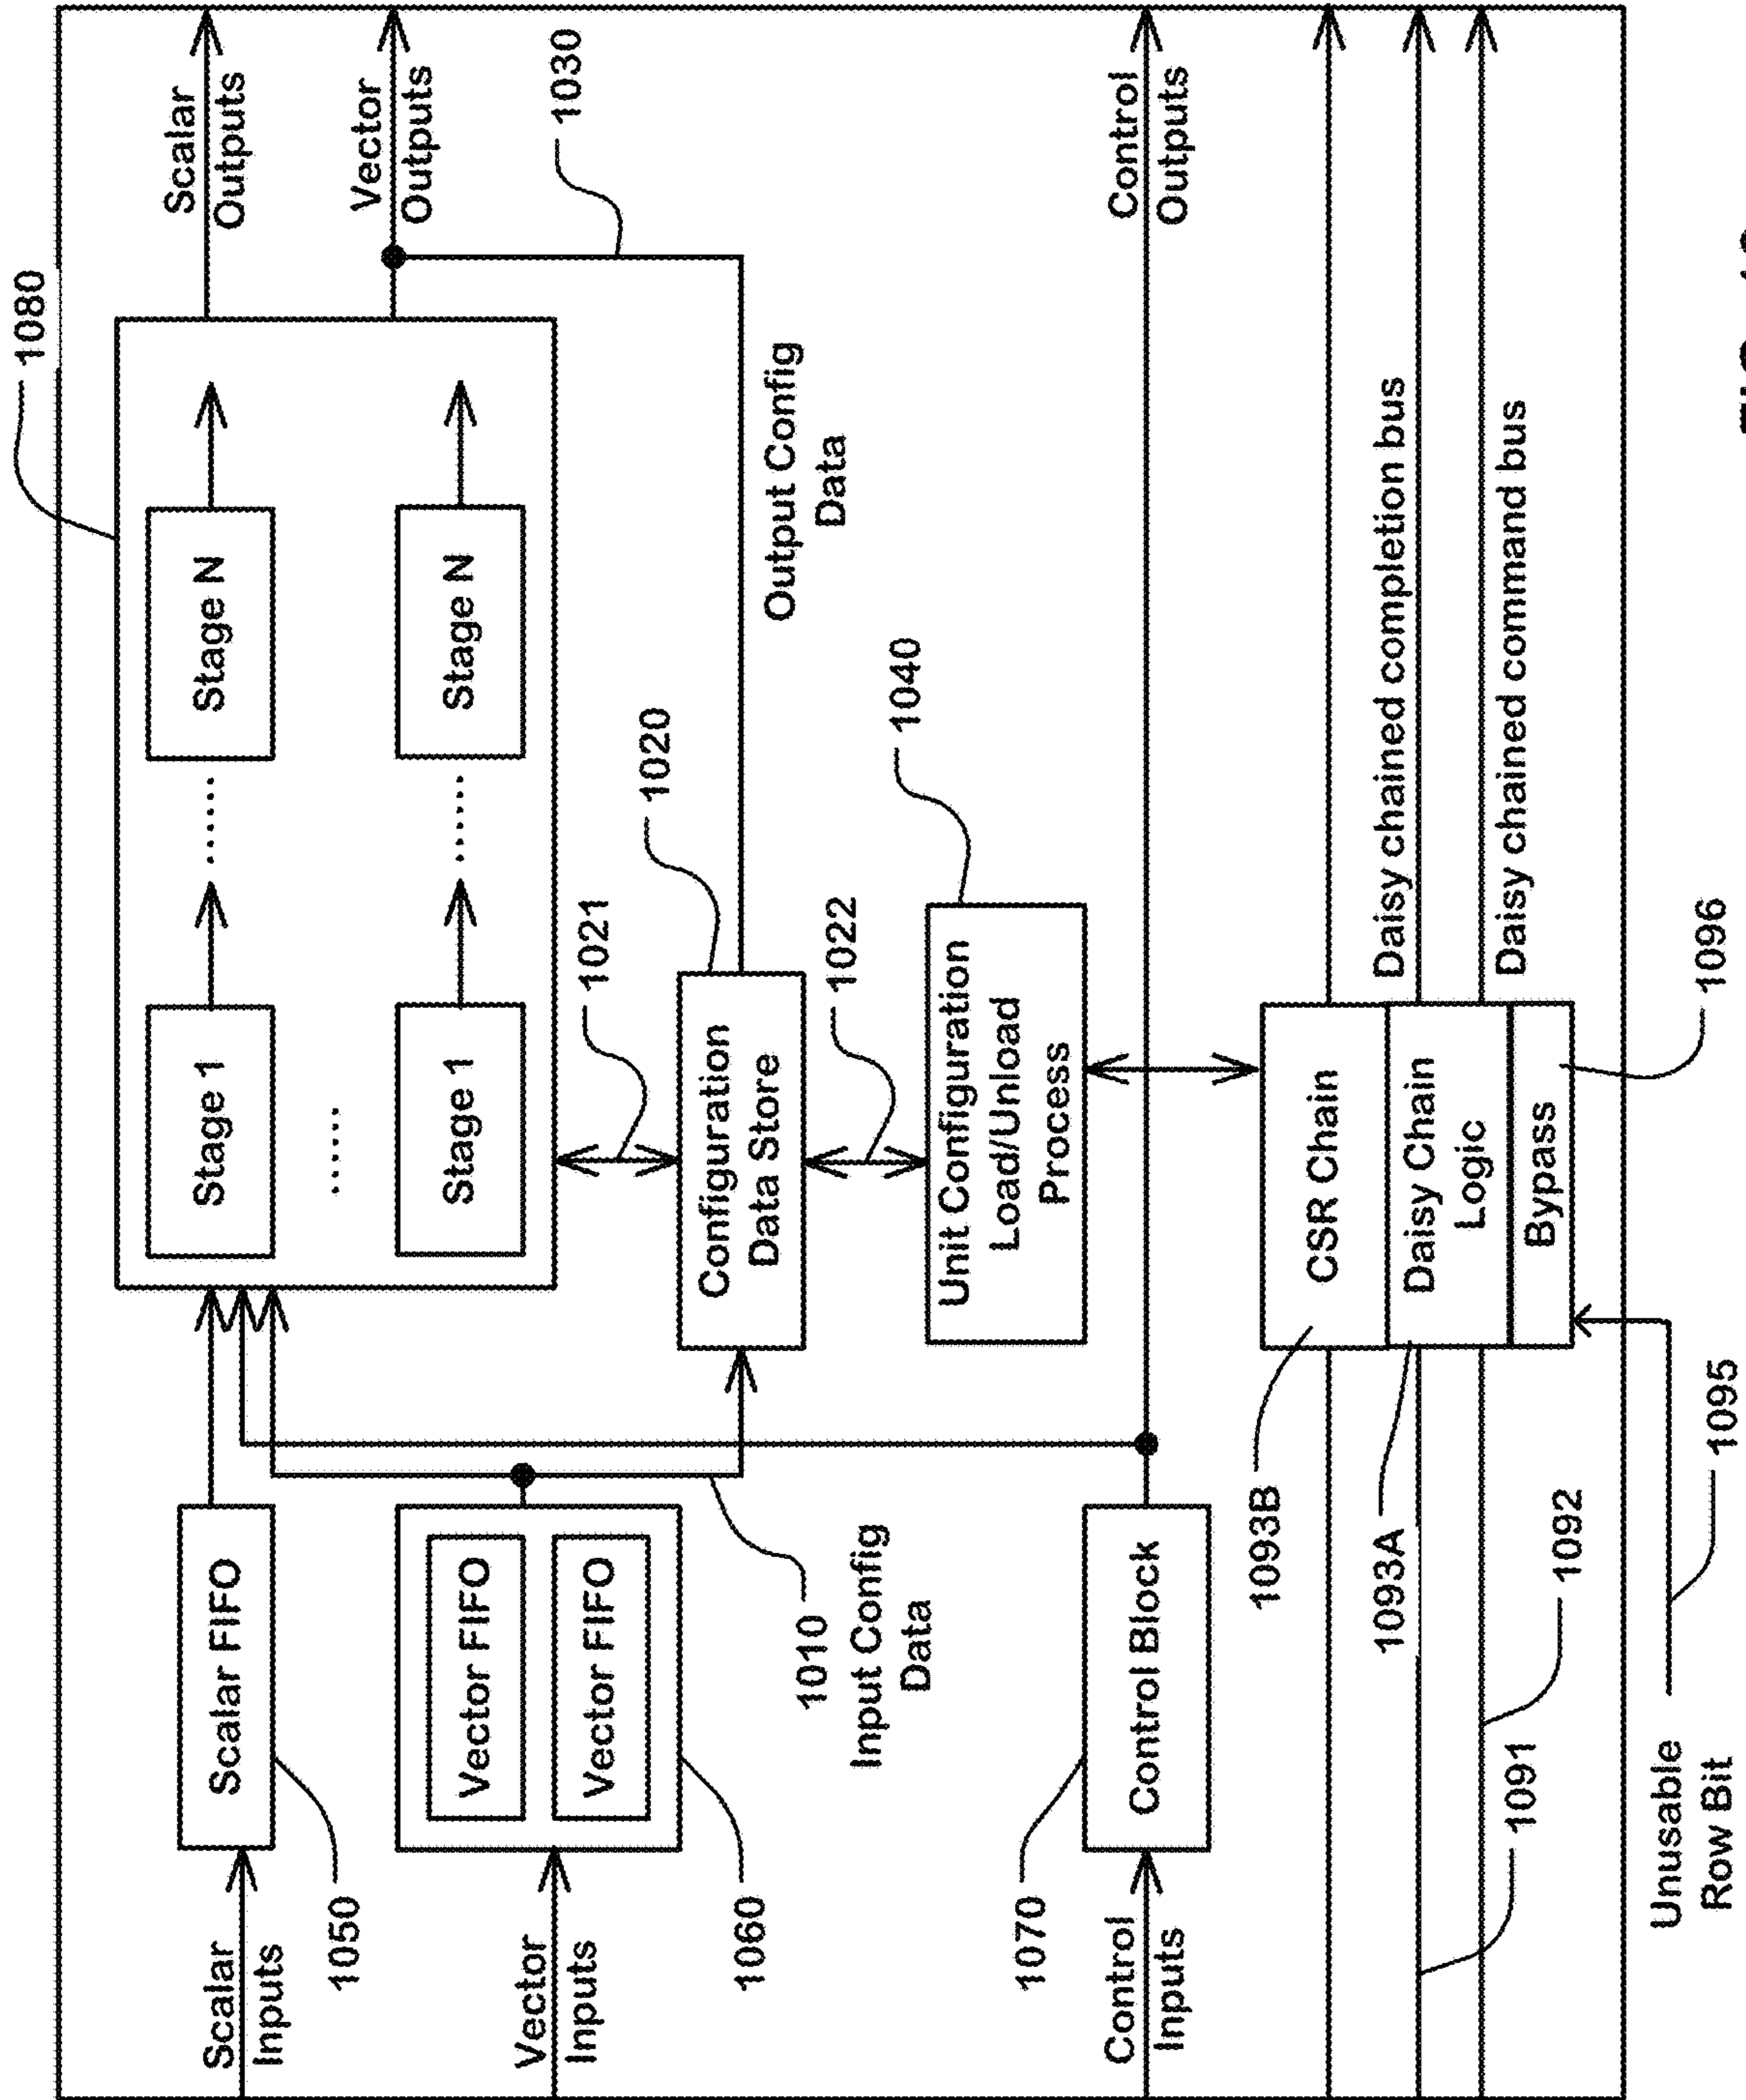 1080
Scalar
Outputs
Vector
Outputs
1030
Stage 1
......
Stage N
......
Stage 1
......
Stage N
Scalar
Inputs
Scalar FIFO
1050
Vector
Inputs
Vector FIFO
Vector FIFO
1060
1010
Input Config
Data
1021
1020
Configuration
Data Store
Output Config
Data
1022
1040
Unit Configuration
Load/Unload
Process
Control
Inputs
1070
Control Block
Control
Outputs
1093B
CSR Chain
1093A
Daisy Chain
Logic
Bypass
Daisy chained completion bus
Daisy chained command bus
1091
1092
1096
Unusable
Row Bit
1095